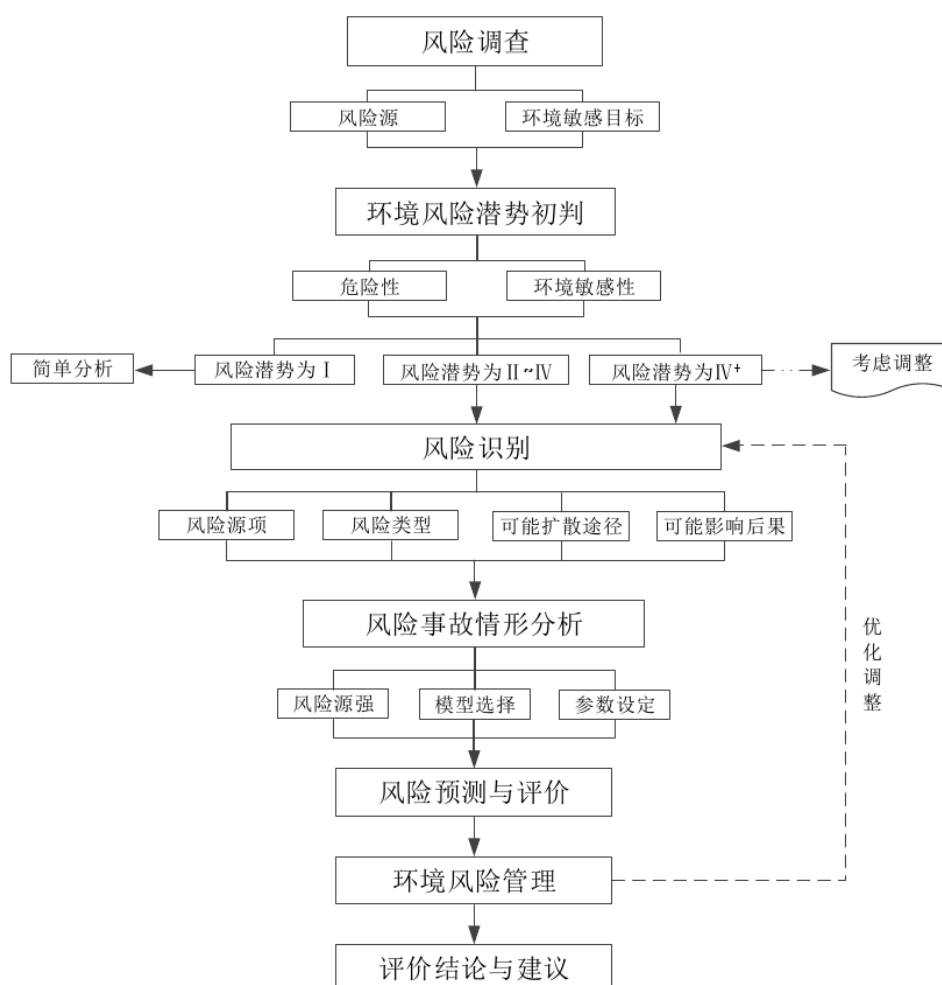 风险调查
风险源
环境敏感目标
环境风险潜势初判
危险性
环境敏感性
简单分析
风险潜势为Ⅰ
风险潜势为Ⅱ~Ⅳ
风险潜势为Ⅳ⁺
考虑调整
风险识别
风险源项
风险类型
可能扩散途径
可能影响后果
风险事故情形分析
优化调整
风险源强
模型选择
参数设定
风险预测与评价
环境风险管理
评价结论与建议